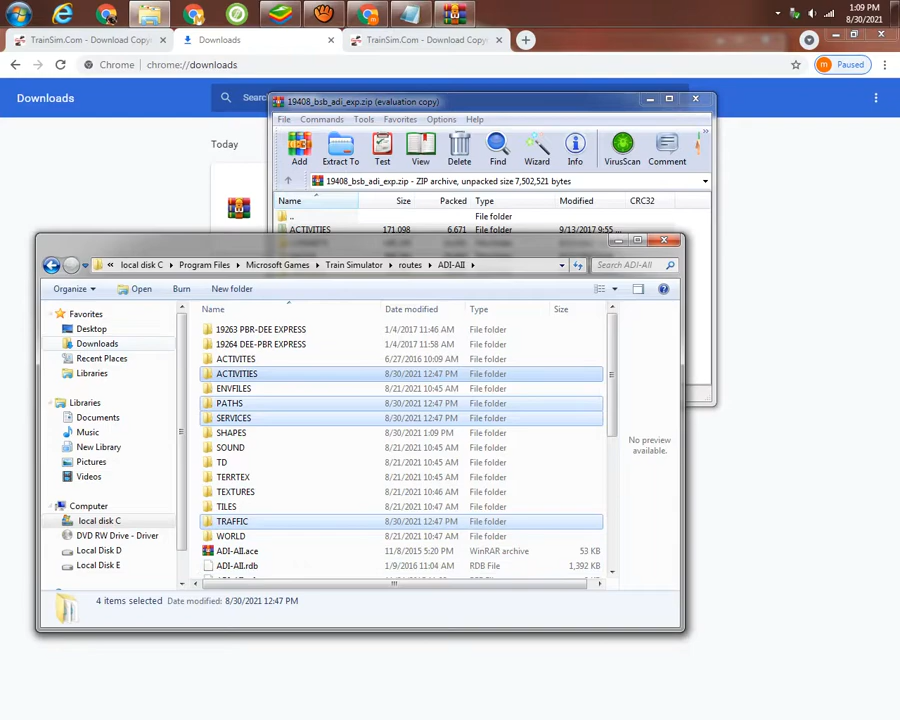 1:09 PM
8/30/2021
TrainSim.Com - Download Copy
Downloads
TrainSim.Com - Download Copy
Chrome | chrome://downloads
Paused
Downloads
Searc
Today
19408_bsb_adi_exp.zip (evaluation copy)
File Commands Tools Favorites Options Help
Add Extract To Test View Delete Find Wizard Info VirusScan Comment
19408_bsb_adi_exp.zip - ZIP archive, unpacked size 7,502,521 bytes
Name Size Packed Type Modified CRC32
.. File folder
ACTIVITIES 171,098 6,671 File folder 9/13/2017 9:55 ...
local disk C Program Files Microsoft Games Train Simulator routes ADI-AII
Search ADI-AII
Organize Open Burn New folder
Name Date modified Type Size
Favorites
Desktop
Downloads
Recent Places
Libraries
Libraries
Documents
Music
New Library
Pictures
Videos
Computer
local disk C
DVD RW Drive - Driver
Local Disk D
Local Disk E
19263 PBR-DEE EXPRESS 1/4/2017 11:46 AM File folder
19264 DEE-PBR EXPRESS 1/4/2017 11:58 AM File folder
ACTIVITES 6/27/2016 10:09 AM File folder
ACTIVITIES 8/30/2021 12:47 PM File folder
ENVFILES 8/21/2021 10:45 AM File folder
PATHS 8/30/2021 12:47 PM File folder
SERVICES 8/30/2021 12:47 PM File folder
SHAPES 8/30/2021 1:09 PM File folder
SOUND 8/21/2021 10:45 AM File folder
TD 8/21/2021 10:45 AM File folder
TERRTEX 8/21/2021 10:45 AM File folder
TEXTURES 8/21/2021 10:46 AM File folder
TILES 8/21/2021 10:47 AM File folder
TRAFFIC 8/30/2021 12:47 PM File folder
WORLD 8/21/2021 10:47 AM File folder
ADI-AII.ace 11/8/2015 5:20 PM WinRAR archive 53 KB
ADI-AII.rdb 1/9/2016 11:04 AM RDB File 1,392 KB
No preview
available.
4 items selected Date modified: 8/30/2021 12:47 PM